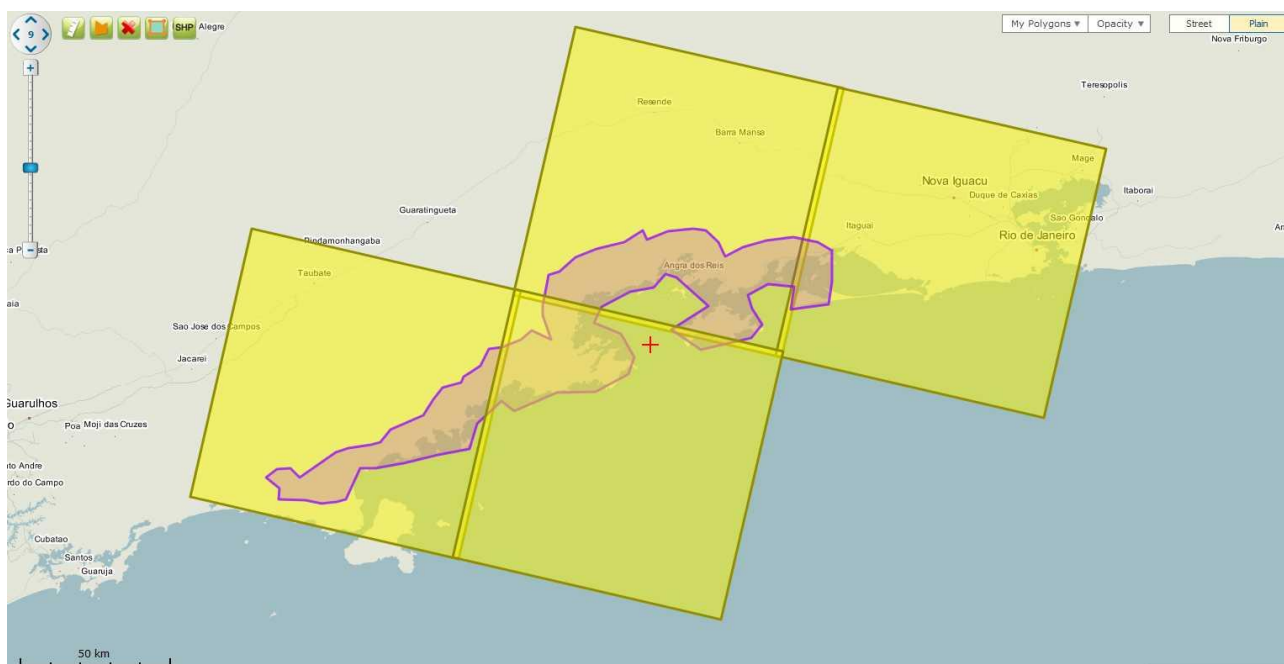 My Polygons ▼ Opacity ▼ Street Plain
9 SHP Alegre
Nova Friburgo
Teresopolis
Resende
Barra Mansa
Mage
Nova Iguacu
Duque de Caxias
Itaborai
Guaratingueta
Sao Goncalo
Itaguai
Rio de Janeiro
Pindamonhangaba
Angra dos Reis
Taubate
Sao Jose dos Campos
Jacarei
Guarulhos
Poa Moji das Cruzes
Cubatao
Santos
Guaruja
50 km